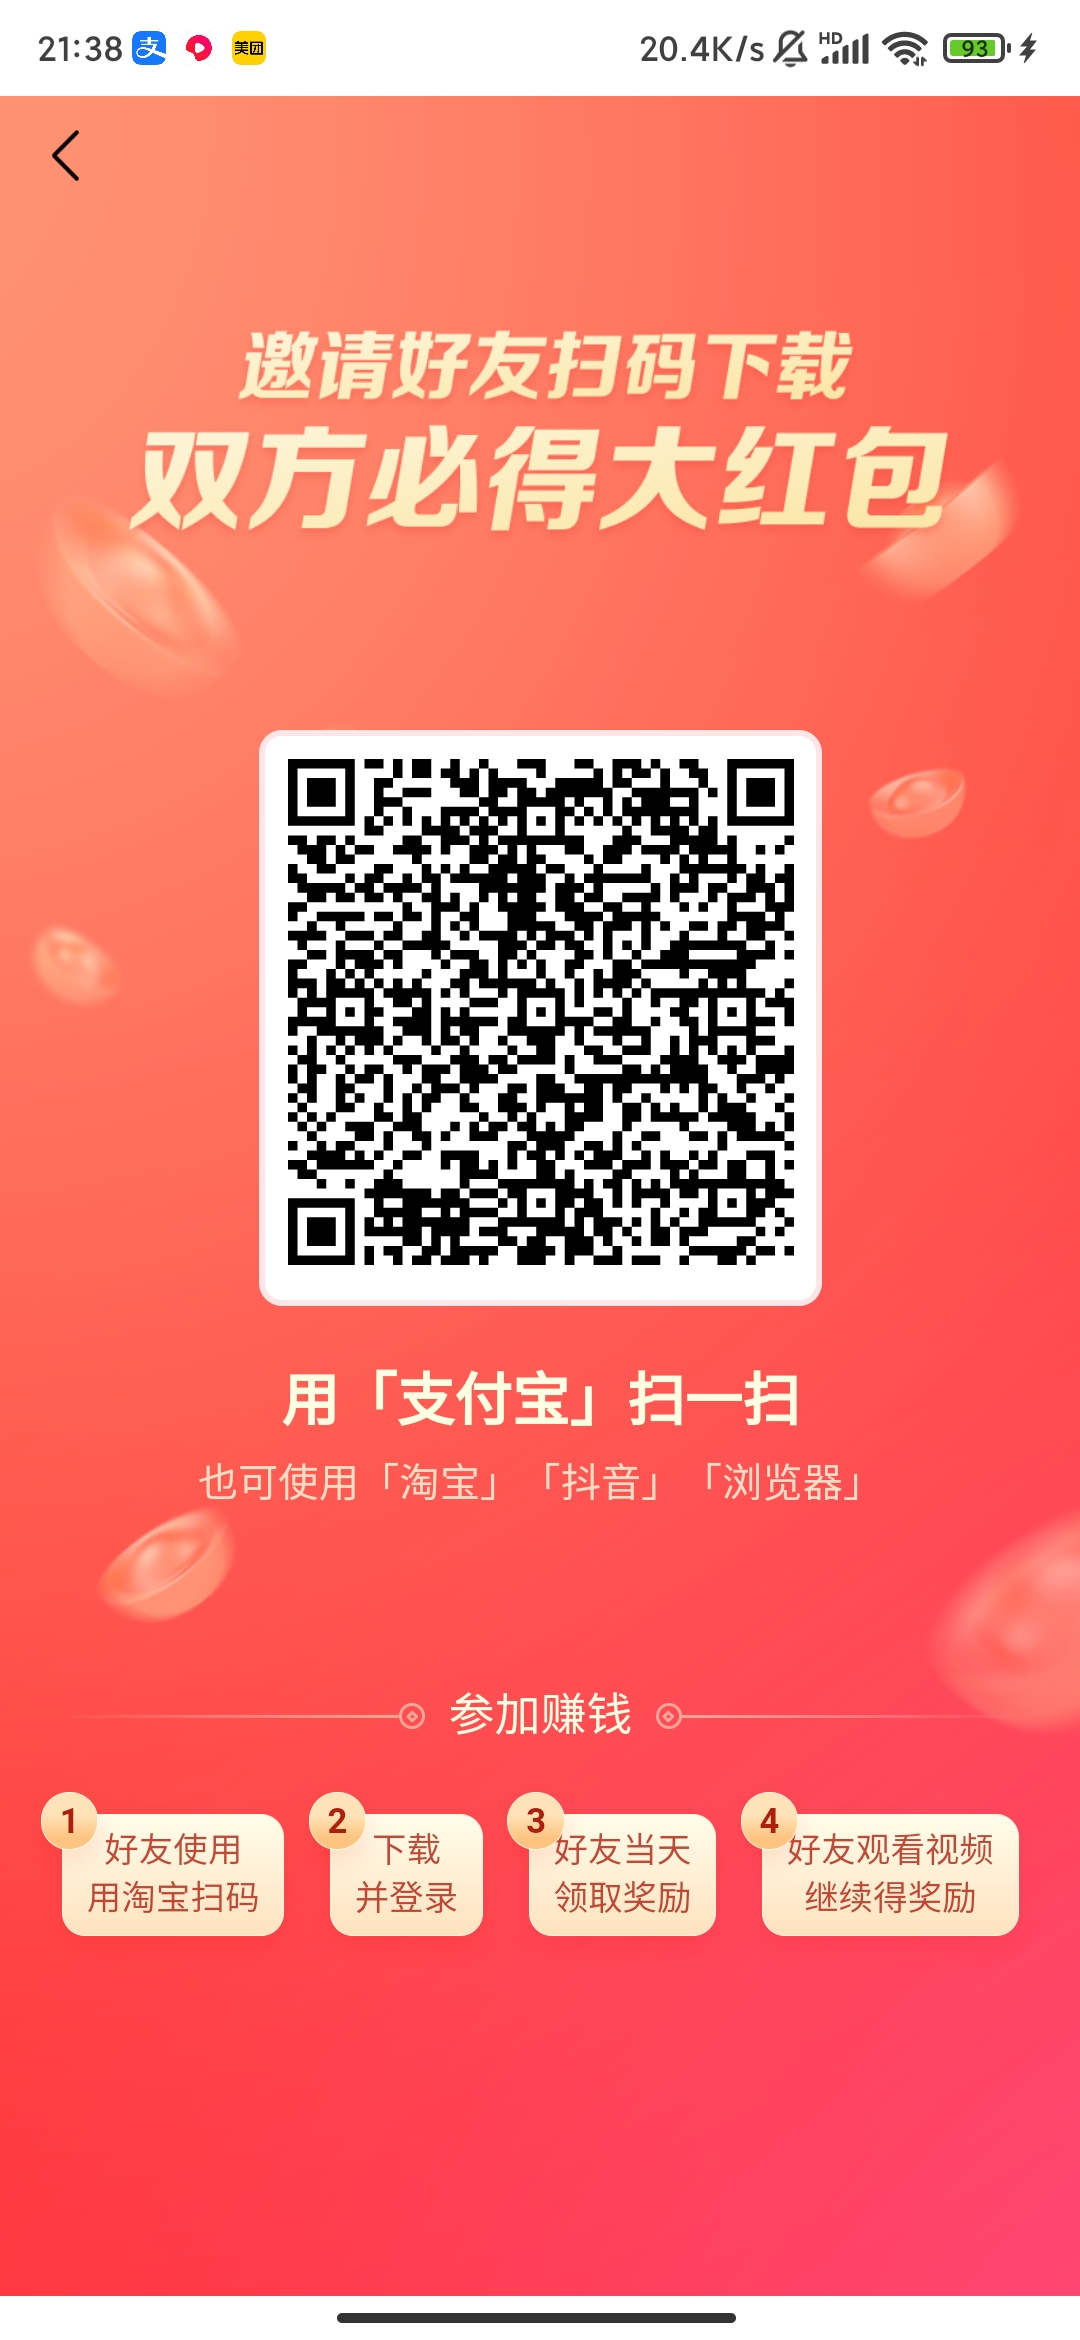 21:38 支 美团 20.4K/s HD 93
邀请好友扫码下载
双方必得大红包
用「支付宝」扫一扫
也可使用「淘宝」「抖音」「浏览器」
参加赚钱
1
好友使用
用淘宝扫码
2
下载
并登录
3
好友当天
领取奖励
4
好友观看视频
继续得奖励